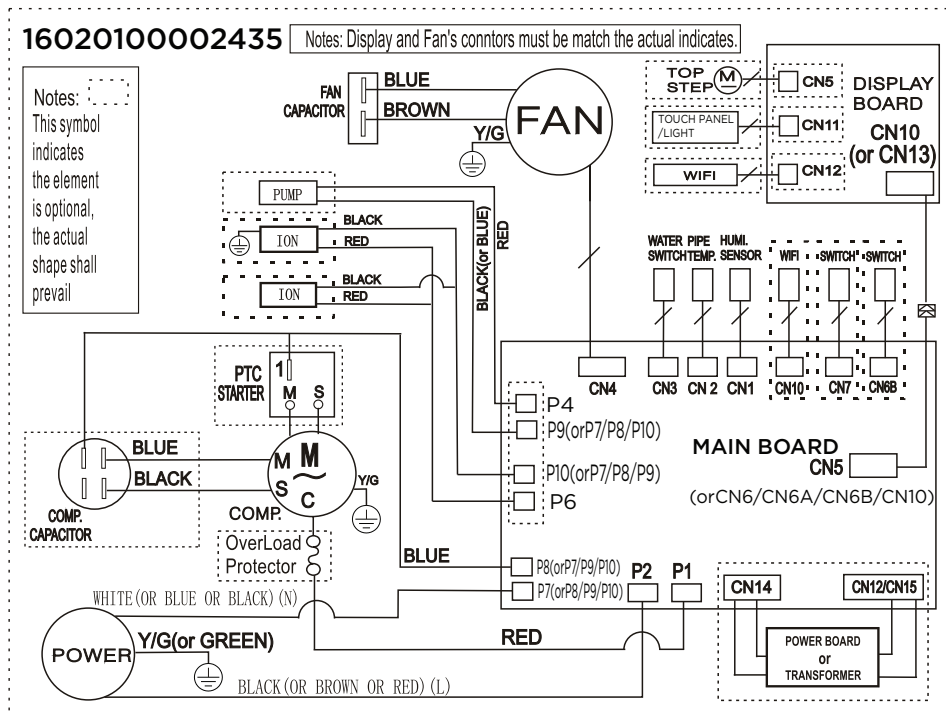 16020100002435
Notes: Display and Fan's conntors must be match the actual indicates.
Notes:
This symbol
indicates
the element
is optional,
the actual
shape shall
prevail
FAN
CAPACITOR
BLUE
BROWN
Y/G
FAN
TOP
STEP
M
CN5
TOUCH PANEL
/LIGHT
CN11
WIFI
CN12
DISPLAY
BOARD
CN10
(or CN13)
PUMP
ION
BLACK
RED
ION
BLACK
RED
BLACK(or BLUE)
RED
WATER
SWITCH
PIPE
TEMP.
HUMI.
SENSOR
WIFI
SWITCH
SWITCH
CN4
CN3
CN 2
CN1
CN10
CN7
CN6B
PTC
STARTER
1
M
S
P4
P9(orP7/P8/P10)
P10(orP7/P8/P9)
P6
MAIN BOARD
CN5
(orCN6/CN6A/CN6B/CN10)
BLUE
BLACK
COMP.
CAPACITOR
M
M
~
S
C
COMP.
Y/G
OverLoad
Protector
BLUE
P8(orP7/P9/P10)
P7(orP8/P9/P10)
P2
P1
CN14
CN12/CN15
POWER BOARD
or
TRANSFORMER
WHITE(OR BLUE OR BLACK)(N)
POWER
Y/G(or GREEN)
RED
BLACK(OR BROWN OR RED)(L)